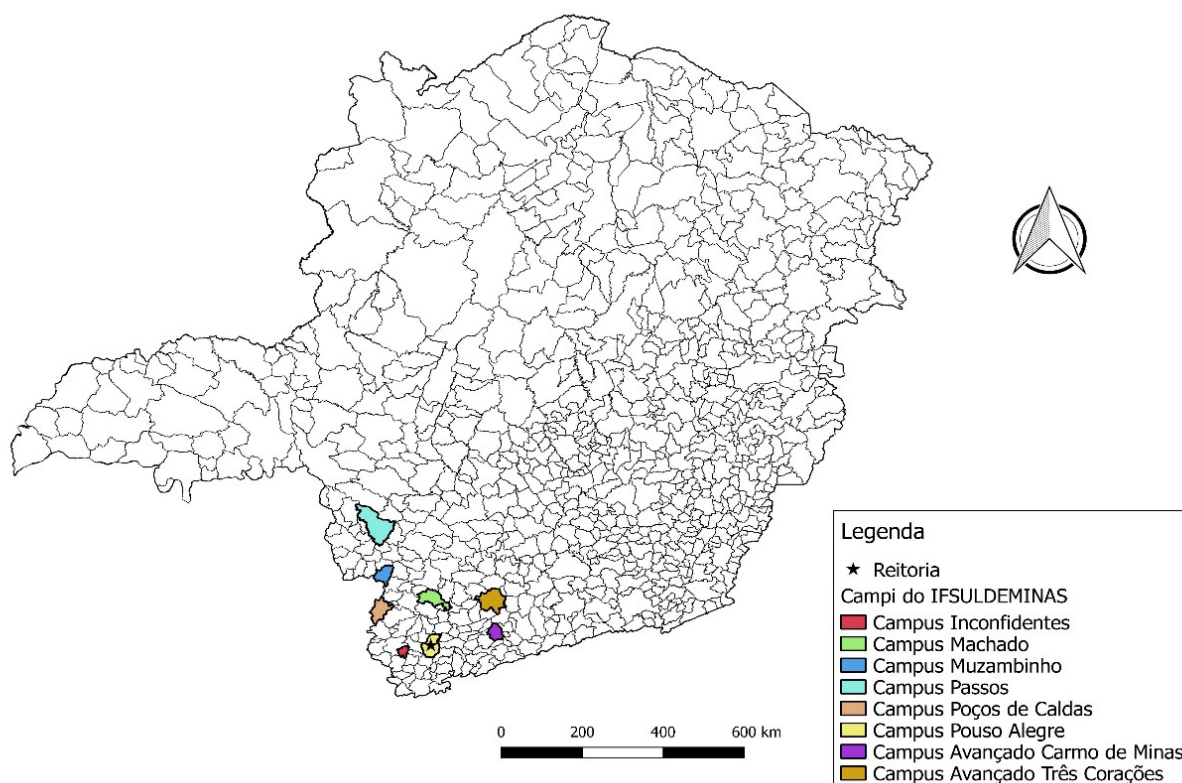 Legenda
Reitoria
Campi do IFSULDEMINAS
Campus Inconfidentes
Campus Machado
Campus Muzambinho
Campus Passos
Campus Poços de Caldas
Campus Pouso Alegre
Campus Avançado Carmo de Minas
Campus Avançado Três Corações
0 200 400 600 km